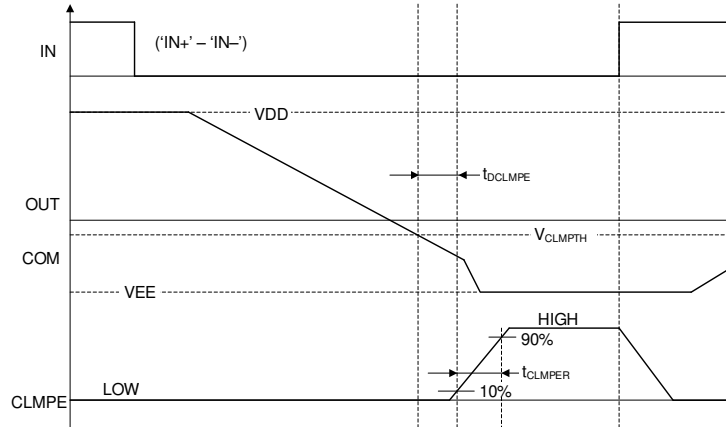 IN
('IN+' – 'IN–')
VDD
tDCLMPE
OUT
VCLMPTH
COM
VEE
HIGH
90%
tCLMPER
LOW
10%
CLMPE